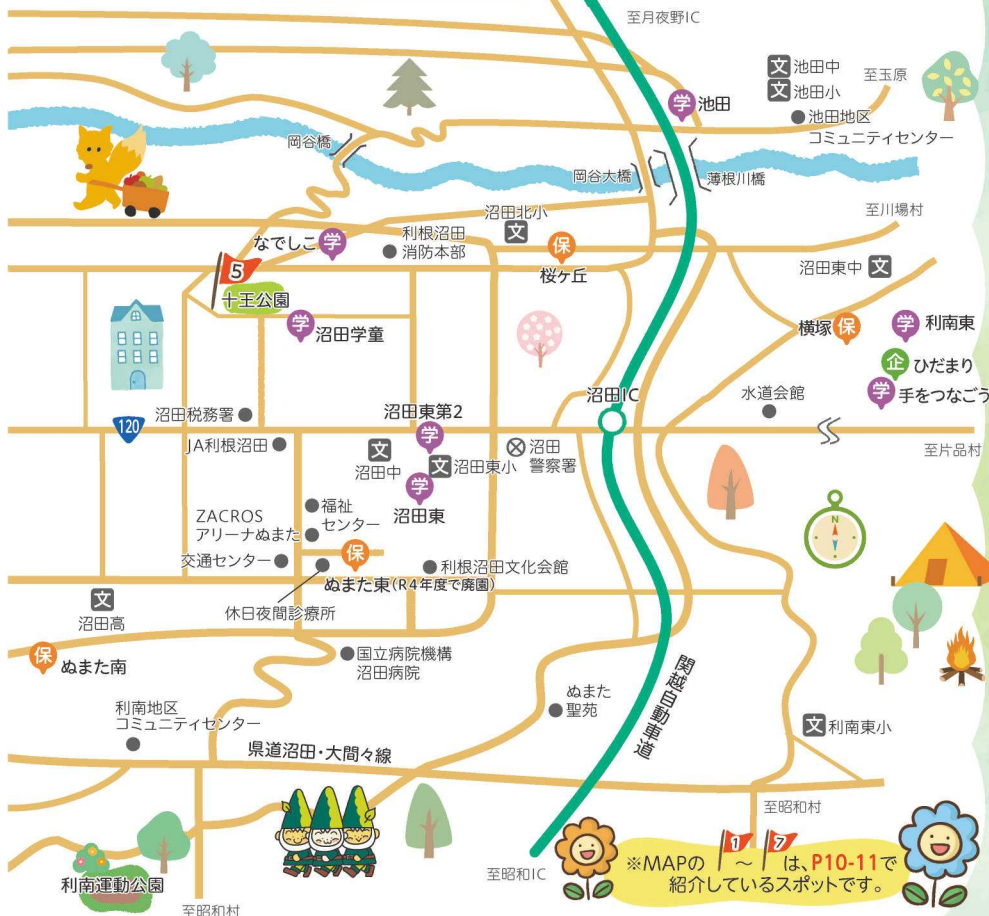 至月夜野IC
文 池田中
文 池田小
至玉原
学 池田
池田地区
コミュニティセンター
岡谷橋
岡谷大橋
薄根川橋
至川場村
沼田北小
文
なでしこ 学
利根沼田
消防本部
保
桜ヶ丘
沼田東中 文
5
十王公園
学 沼田学童
横塚 保
学 利南東
企 ひだまり
学 手をつなごう
沼田IC
水道会館
沼田税務署
沼田東第2
学
120
JA利根沼田
文
沼田中
文 沼田東小
沼田
警察署
至片品村
学
沼田東
福祉
センター
ZACROS
アリーナぬまた
N
交通センター
保
ぬまた東(R4年度で廃園)
利根沼田文化会館
休日夜間診療所
文
沼田高
保 ぬまた南
国立病院機構
沼田病院
関越自動車道
ぬまた
聖苑
利南地区
コミュニティセンター
文 利南東小
県道沼田・大間々線
至昭和村
至昭和IC
※MAPの 1 ～ 7 は、P10-11で
紹介しているスポットです。
利南運動公園
至昭和村